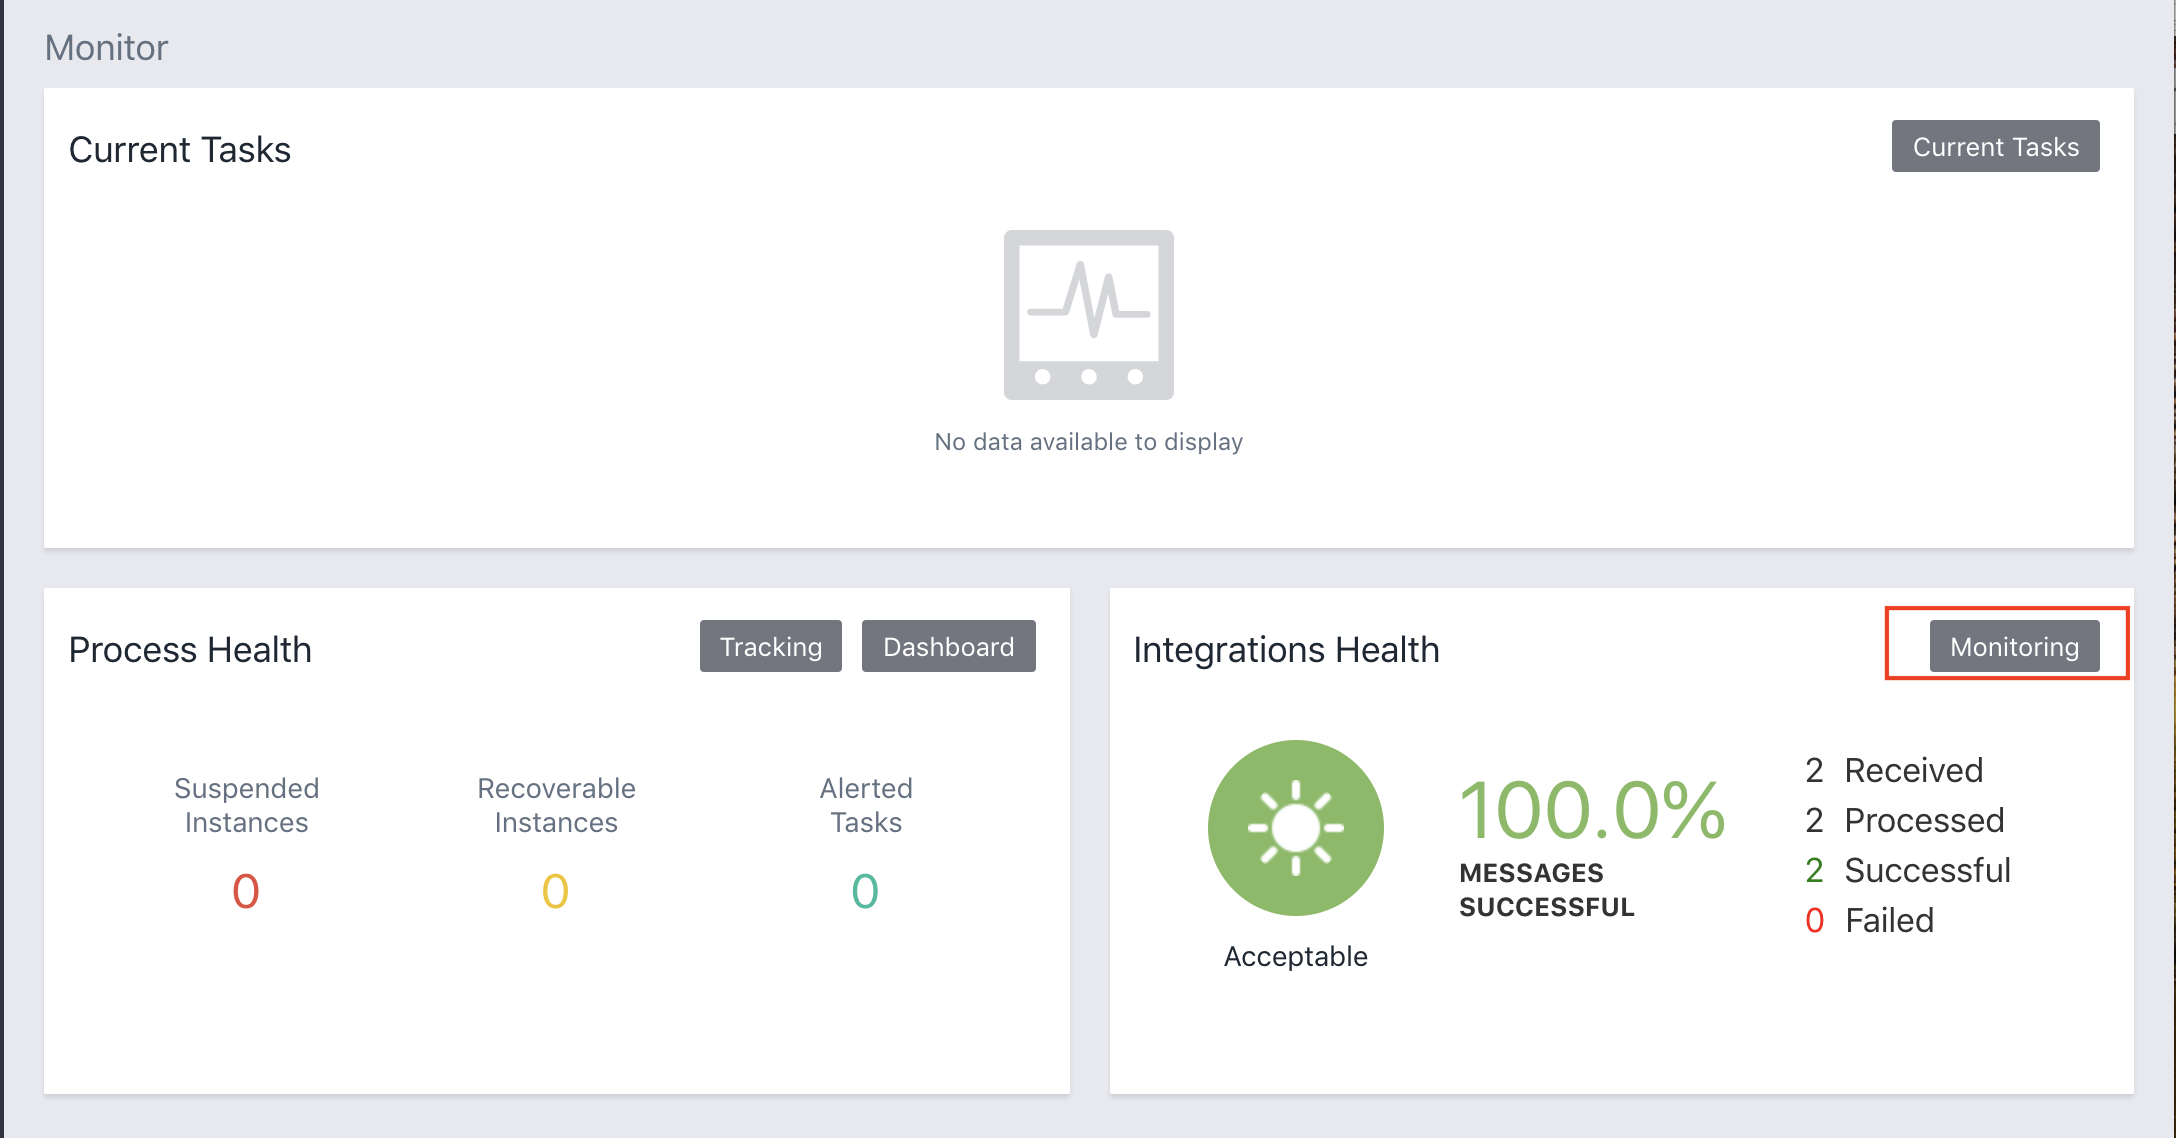 Monitor
Current Tasks
Current Tasks
No data available to display
Process Health
Tracking
Dashboard
Suspended
Instances
0
Recoverable
Instances
0
Alerted
Tasks
0
Integrations Health
Monitoring
Acceptable
100.0%
MESSAGES
SUCCESSFUL
2 Received
2 Processed
2 Successful
0 Failed